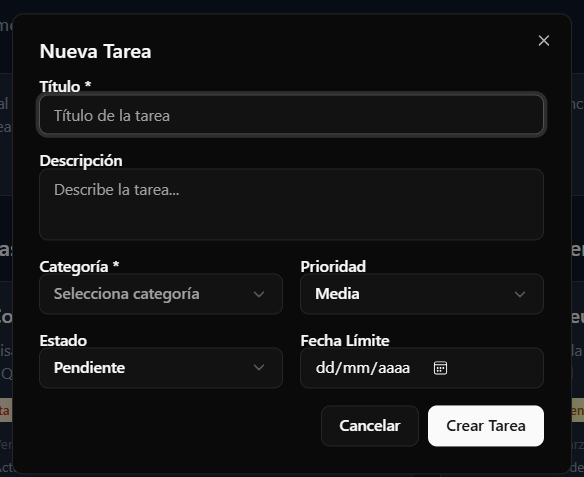 Nueva Tarea
Título *
Título de la tarea
Descripción
Describe la tarea...
Categoría * Prioridad
Selecciona categoría Media
Estado Fecha Límite
Pendiente dd/mm/aaaa
Cancelar Crear Tarea